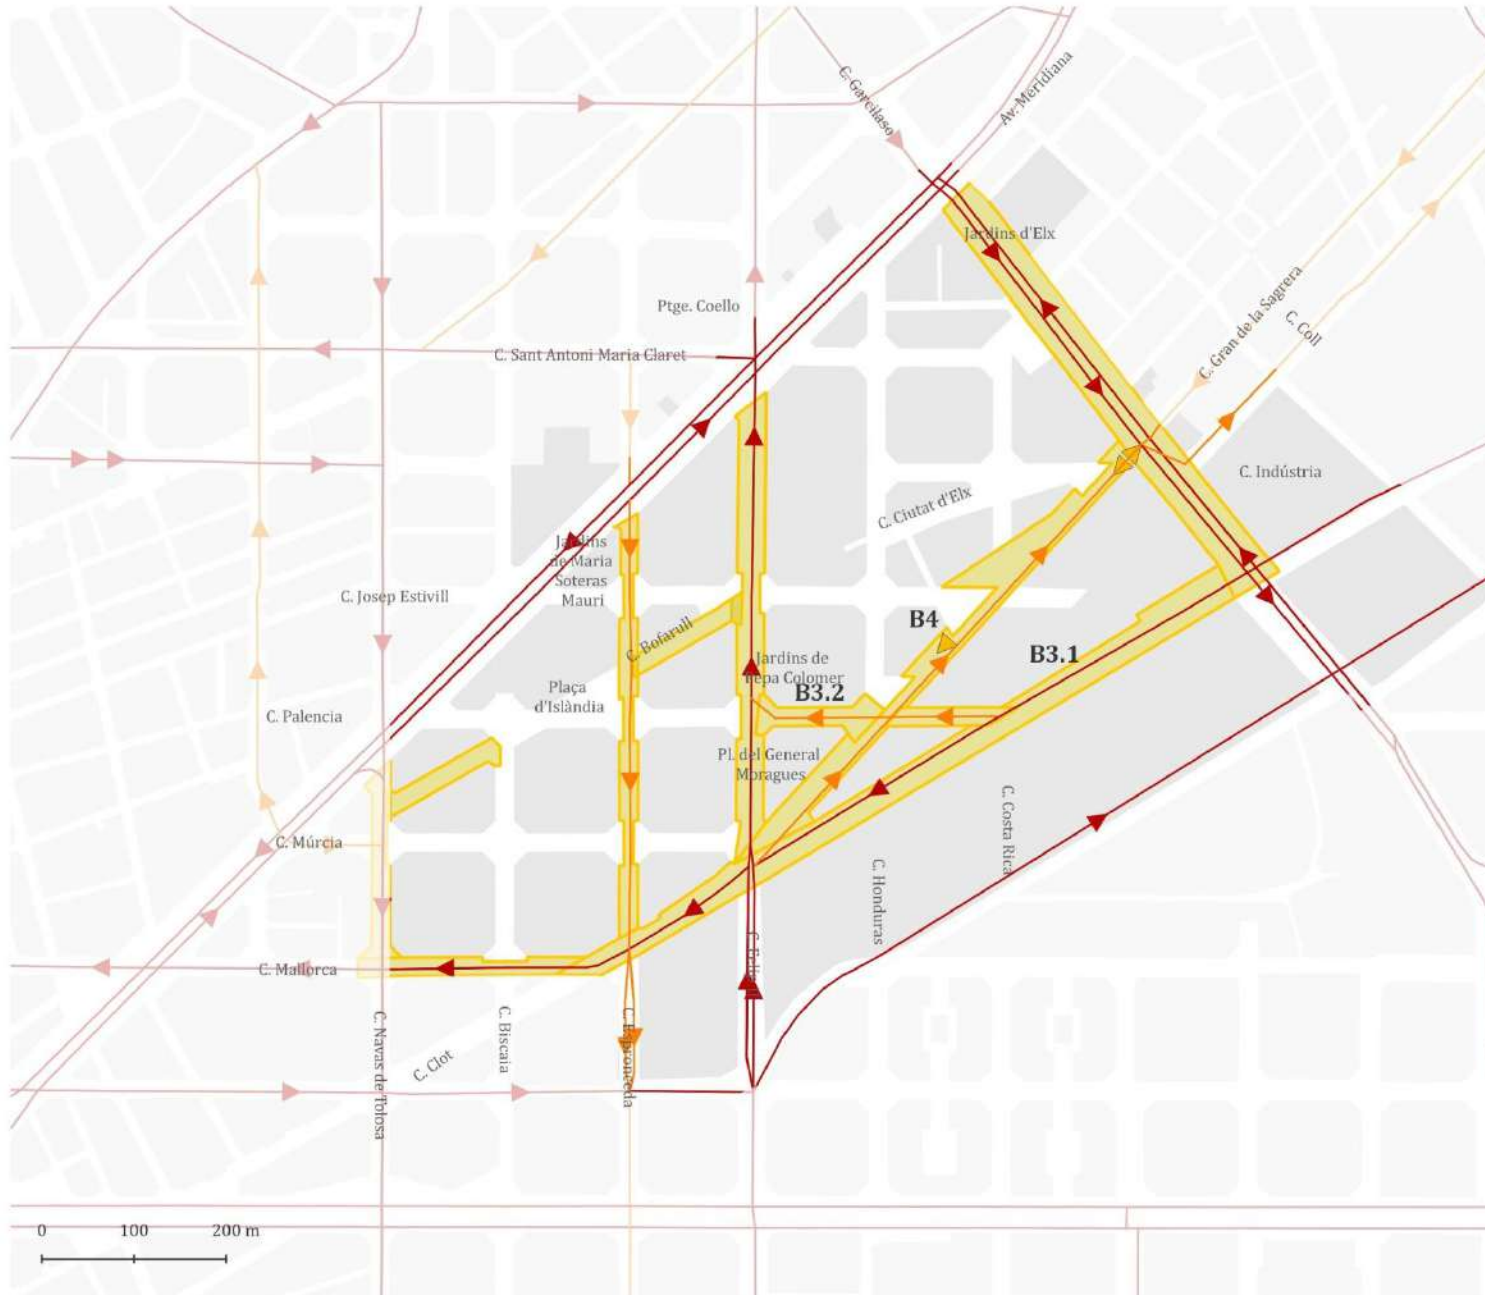 C. Garcilaso
Av. Meridiana
Jardins d'Elx
C. Gran de la Sagrera
Ptge. Coello
C. Coll
C. Sant Antoni Maria Claret
C. Indústria
C. Ciutat d'Elx
Jardins
de Maria
Soteras
Mauri
C. Josep Estivill
B4
C. Bofarull
B3.1
Jardins de
Pepa Colomer
B3.2
Plaça
d'Islàndia
C. Palencia
Pl. del General
Moragues
C. Costa Rica
C. Múrcia
C. Honduras
C. Mallorca
C. Biscaia
C. Clot
C. Navas de Tolosa
C. Espronceda
0 100 200 m